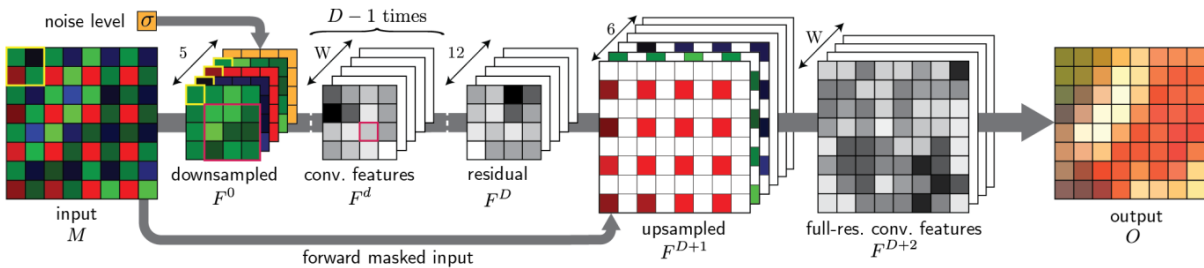 noise level σ
D − 1 times
5
W
12
6
W
downsampled
F^0
conv. features
F^d
residual
F^D
input
M
upsampled
F^{D+1}
full-res. conv. features
F^{D+2}
output
O
forward masked input